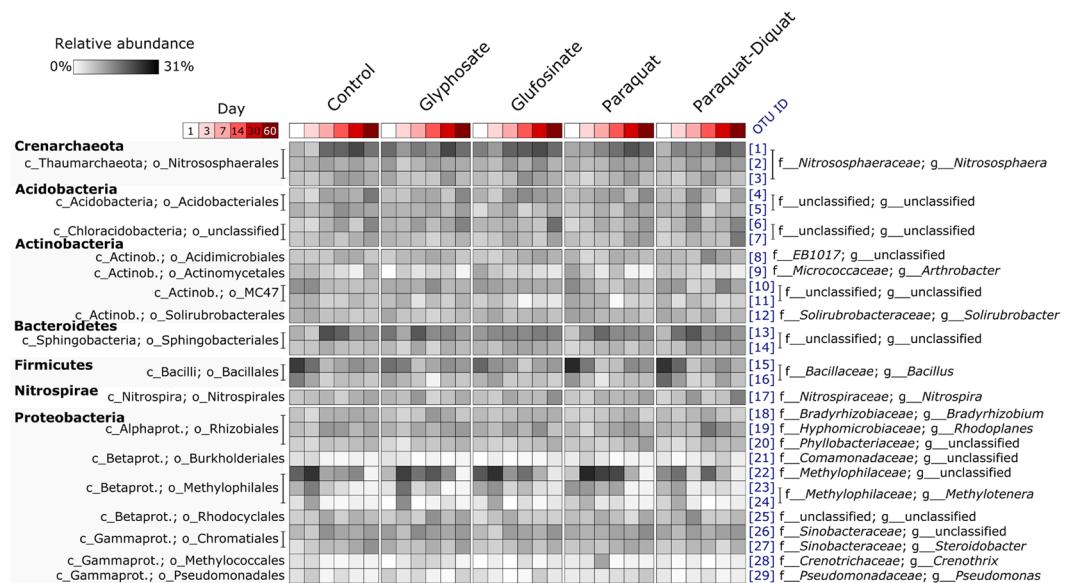 Relative abundance
0% 31%
Control
Glyphosate
Glufosinate
Paraquat
Paraquat-Diquat
Day
1 3 7 14 30 60
OTU ID
Crenarchaeota
c_Thaumarchaeota; o_Nitrososphaerales
[1]
[2] f__Nitrososphaeraceae; g__Nitrososphaera
[3]
Acidobacteria
c_Acidobacteria; o_Acidobacteriales
[4]
f__unclassified; g__unclassified
[5]
c_Chloracidobacteria; o_unclassified
[6]
f__unclassified; g__unclassified
[7]
Actinobacteria
c_Actinob.; o_Acidimicrobiales [8] f__EB1017; g__unclassified
c_Actinob.; o_Actinomycetales [9] f__Micrococcaceae; g__Arthrobacter
c_Actinob.; o_MC47
[10]
f__unclassified; g__unclassified
[11]
c_Actinob.; o_Solirubrobacterales [12] f__Solirubrobacteraceae; g__Solirubrobacter
Bacteroidetes
c_Sphingobacteria; o_Sphingobacteriales
[13]
f__unclassified; g__unclassified
[14]
Firmicutes
c_Bacilli; o_Bacillales
[15]
f__Bacillaceae; g__Bacillus
[16]
Nitrospirae
c_Nitrospira; o_Nitrospirales [17] f__Nitrospiraceae; g__Nitrospira
Proteobacteria
c_Alphaprot.; o_Rhizobiales
[18] f__Bradyrhizobiaceae; g__Bradyrhizobium
[19] f__Hyphomicrobiaceae; g__Rhodoplanes
[20] f__Phyllobacteriaceae; g__unclassified
c_Betaprot.; o_Burkholderiales [21] f__Comamonadaceae; g__unclassified
c_Betaprot.; o_Methylophilales
[22] f__Methylophilaceae; g__unclassified
[23]
f__Methylophilaceae; g__Methylotenera
[24]
c_Betaprot.; o_Rhodocyclales [25] f__unclassified; g__unclassified
c_Gammaprot.; o_Chromatiales
[26] f__Sinobacteraceae; g__unclassified
[27] f__Sinobacteraceae; g__Steroidobacter
c_Gammaprot.; o_Methylococcales [28] f__Crenotrichaceae; g__Crenothrix
c_Gammaprot.; o_Pseudomonadales [29] f__Pseudomonadaceae; g__Pseudomonas